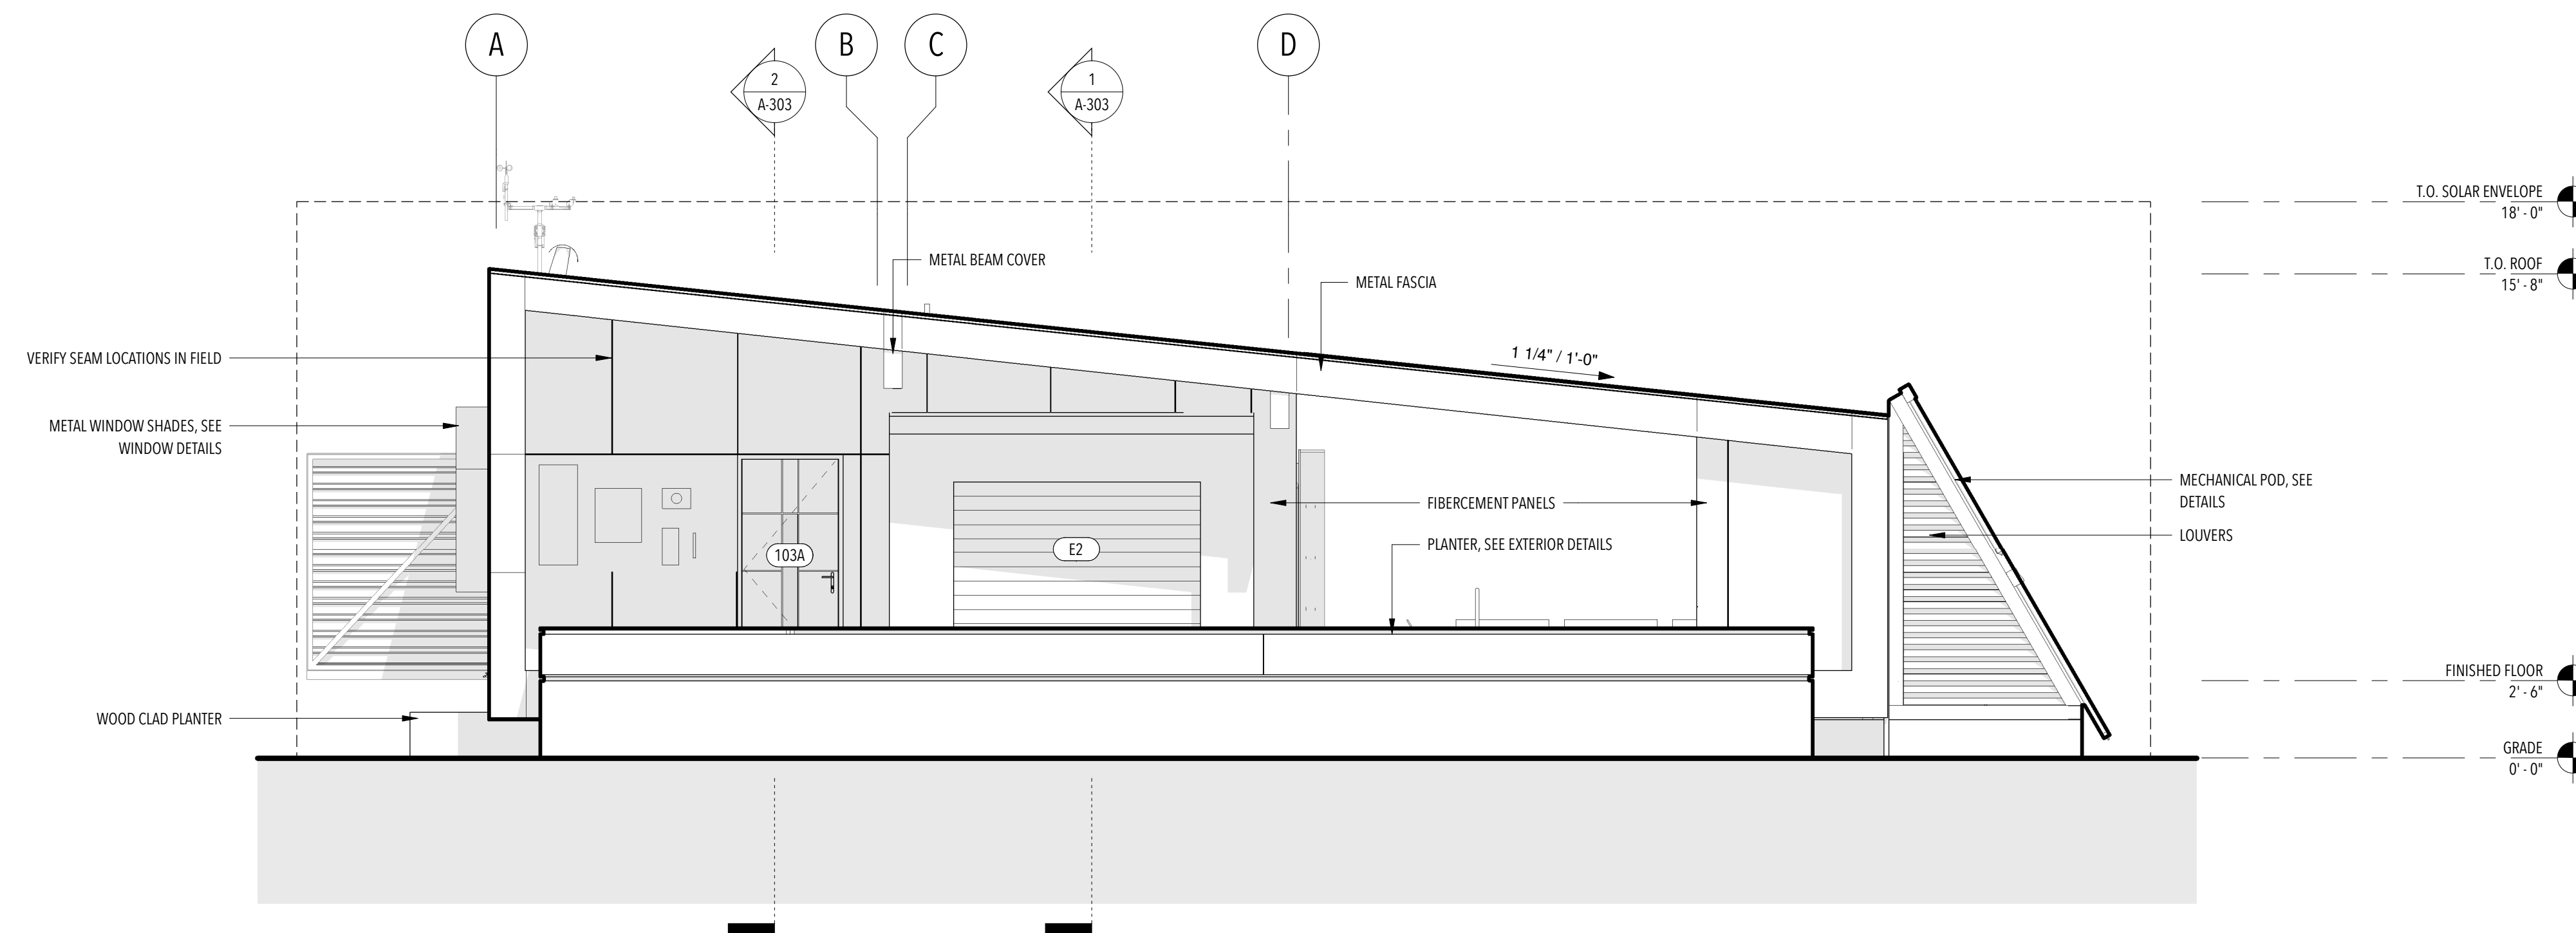 A
B
C
D
2
A-303
1
A-303
T.O. SOLAR ENVELOPE
18' - 0"
METAL BEAM COVER
T.O. ROOF
15' - 8"
METAL FASCIA
VERIFY SEAM LOCATIONS IN FIELD
1 1/4" / 1'-0"
METAL WINDOW SHADES, SEE
WINDOW DETAILS
FIBERCEMENT PANELS
MECHANICAL POD, SEE
DETAILS
LOUVERS
103A
E2
PLANTER, SEE EXTERIOR DETAILS
FINISHED FLOOR
2' - 6"
WOOD CLAD PLANTER
GRADE
0' - 0"